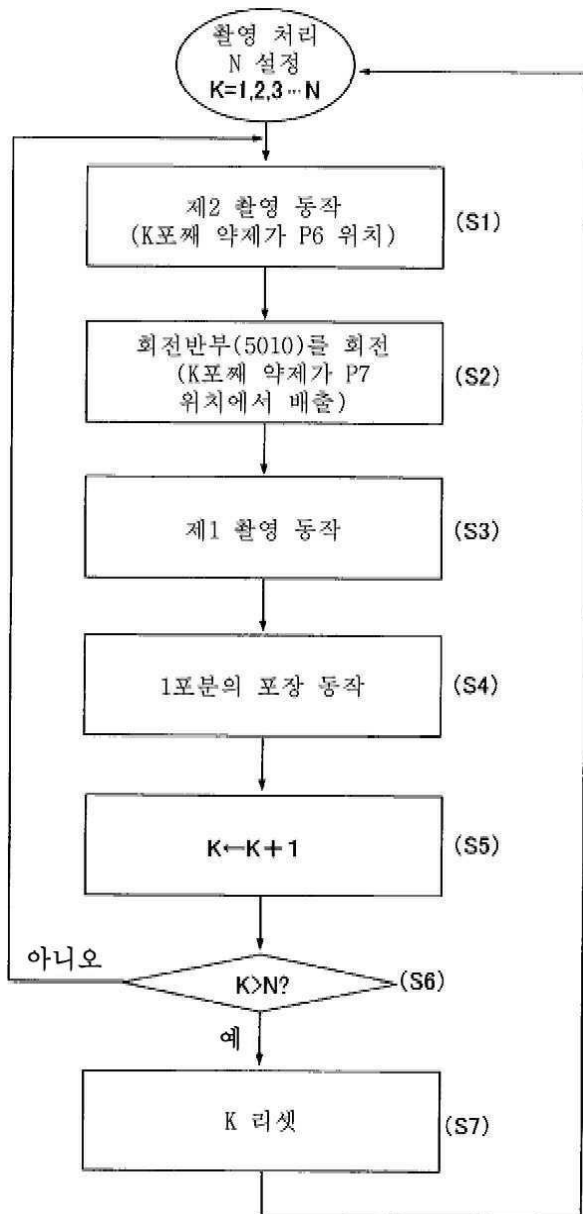 촬영 처리
N 설정
K=1,2,3…N
제2 촬영 동작
(K포째 약제가 P6 위치)
(S1)
회전반부(5010)를 회전
(K포째 약제가 P7
위치에서 배출)
(S2)
제1 촬영 동작
(S3)
1포분의 포장 동작
(S4)
K←K+1
(S5)
아니오
K>N?
(S6)
예
K 리셋
(S7)